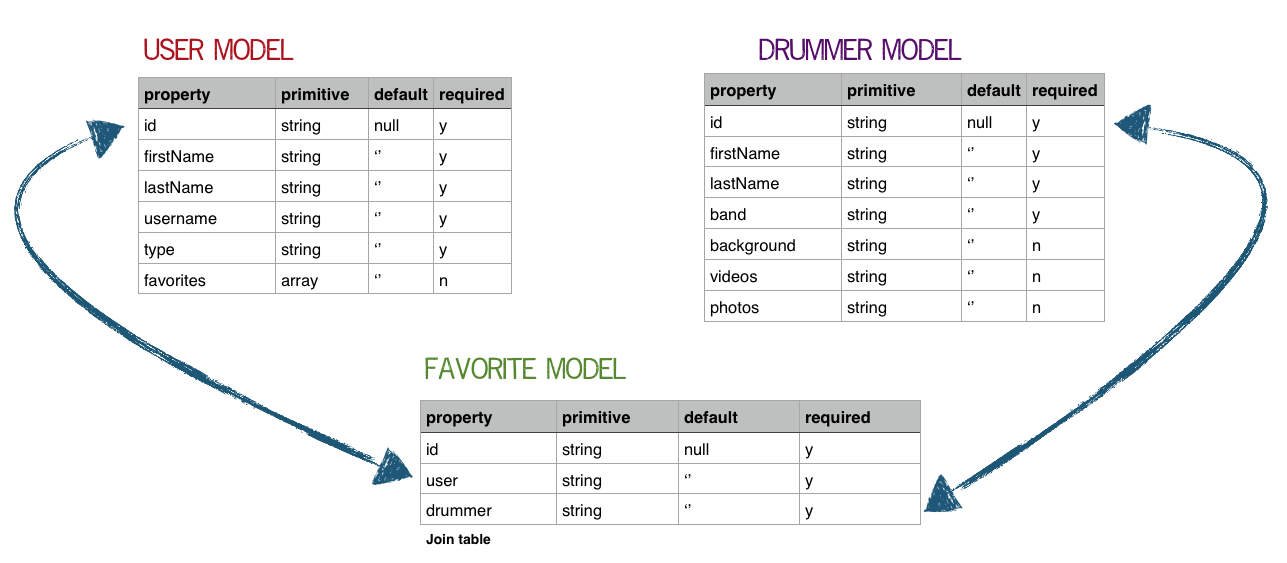 USER MODEL
property primitive default required
id string null y
firstName string ‘’ y
lastName string ‘’ y
username string ‘’ y
type string ‘’ y
favorites array ‘’ n
DRUMMER MODEL
property primitive default required
id string null y
firstName string ‘’ y
lastName string ‘’ y
band string ‘’ y
background string ‘’ n
videos string ‘’ n
photos string ‘’ n
FAVORITE MODEL
property primitive default required
id string null y
user string ‘’ y
drummer string ‘’ y
Join table